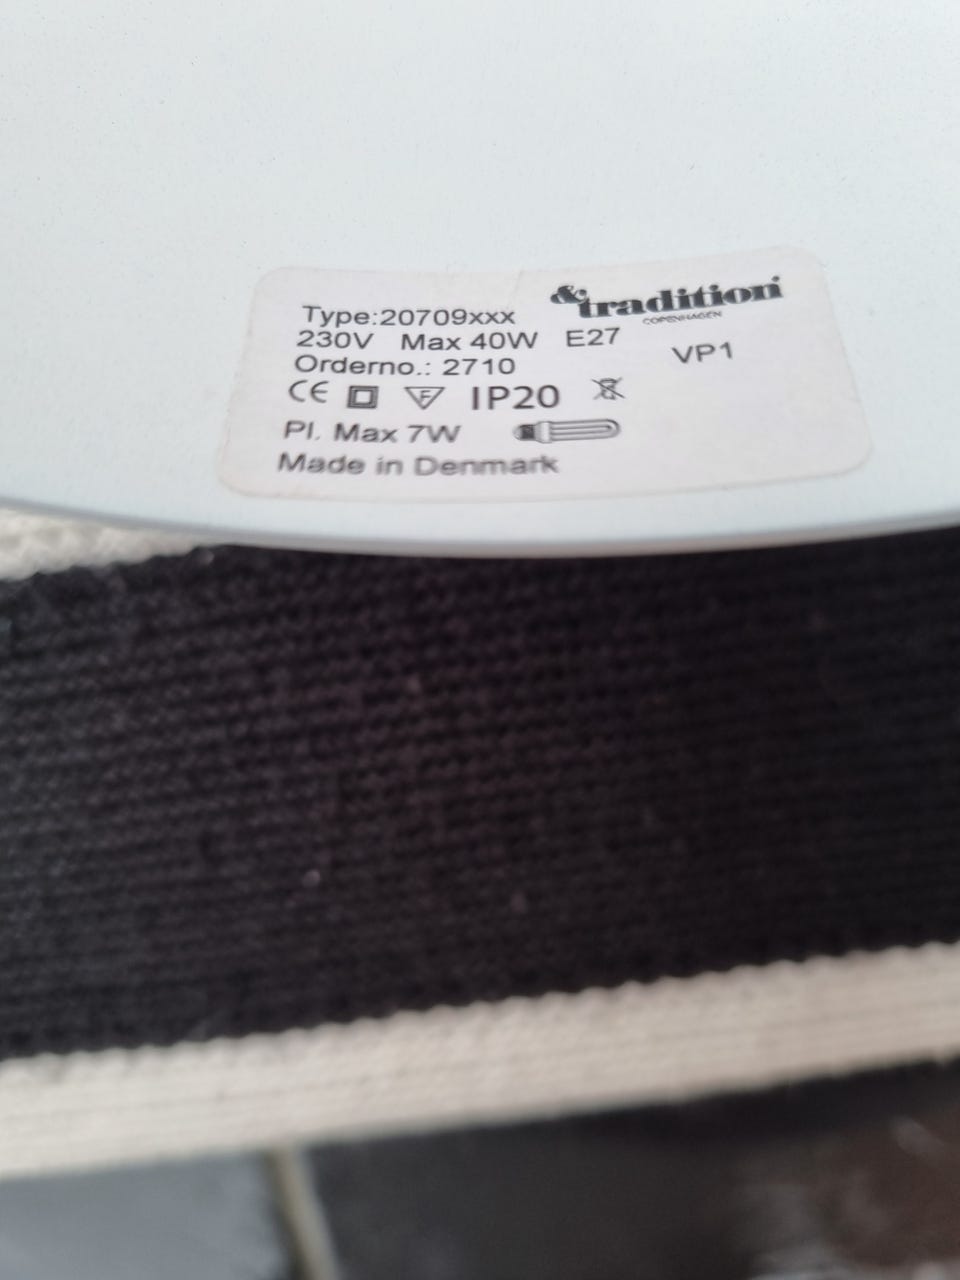 &tradition
COPENHAGEN
Type:20709xxx
230V Max 40W E27
VP1
Orderno.: 2710
CE F IP20
Pl. Max 7W
Made in Denmark